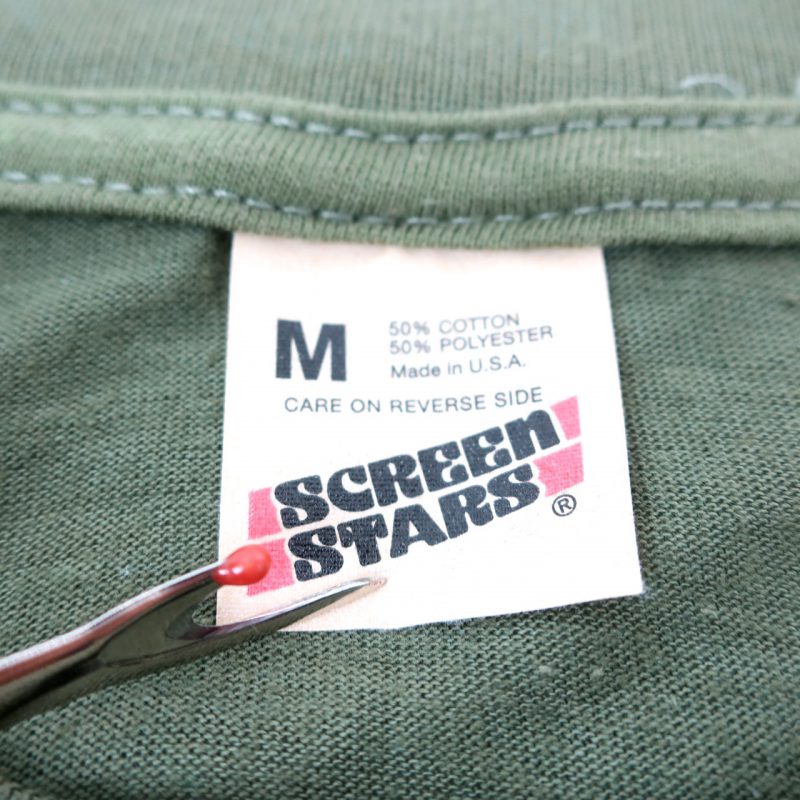 M
50% COTTON
50% POLYESTER
Made in U.S.A.
CARE ON REVERSE SIDE
SCREEN
STARS®